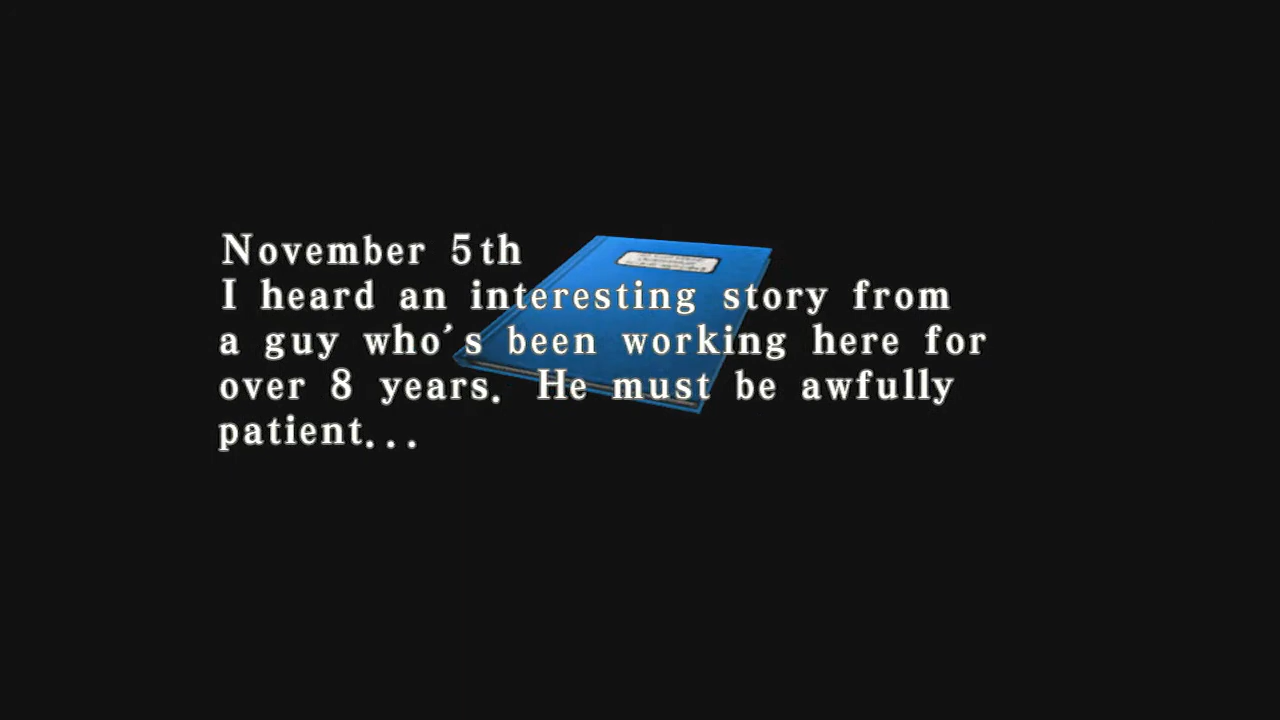 November 5th
I heard an interesting story from
a guy who's been working here for
over 8 years. He must be awfully
patient...